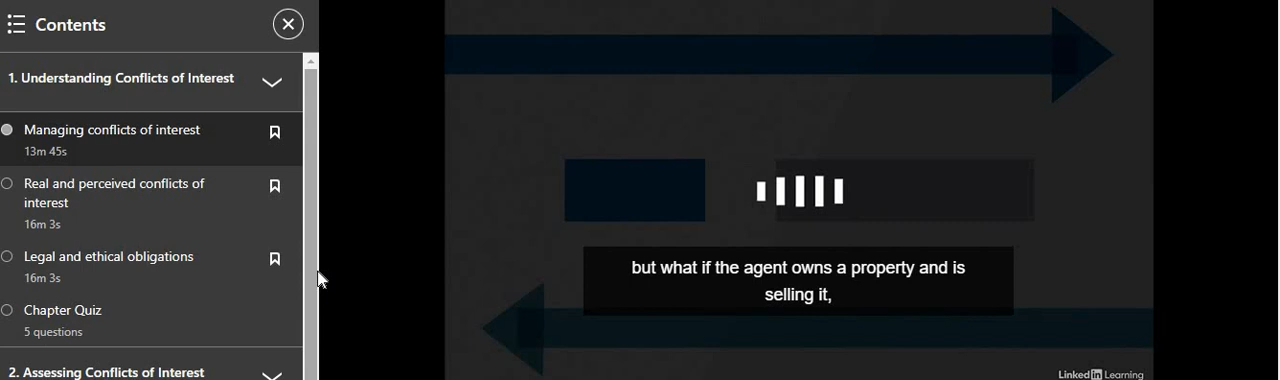 Contents
1. Understanding Conflicts of Interest
Managing conflicts of interest
13m 45s
Real and perceived conflicts of
interest
16m 3s
Legal and ethical obligations
16m 3s
Chapter Quiz
5 questions
2. Assessing Conflicts of Interest
but what if the agent owns a property and is
selling it,
Linked in Learning